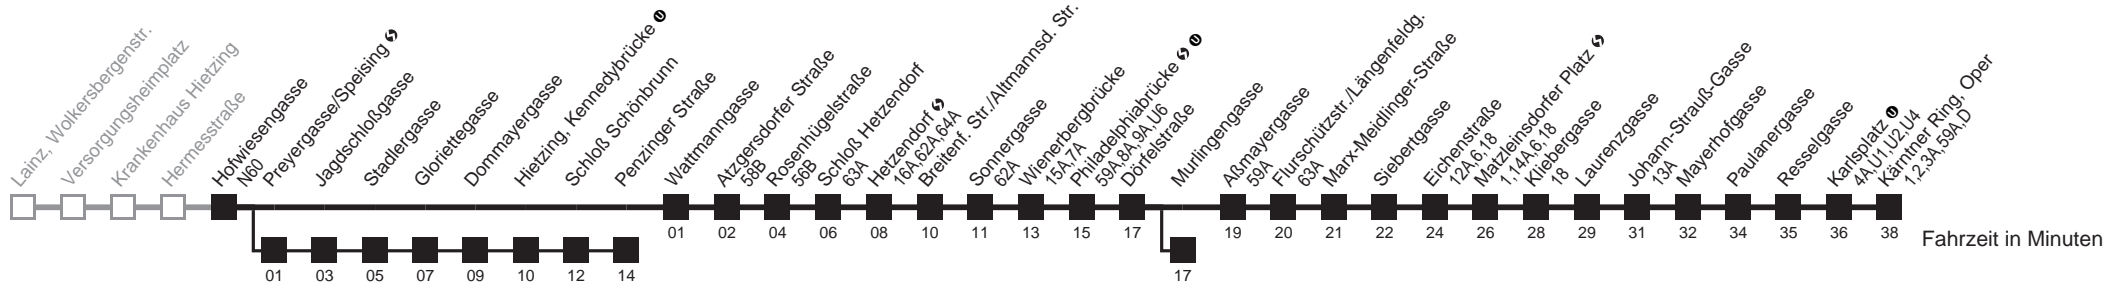 Lainz, Wolkersbergenstr.
Versorgungsheimplatz
Krankenhaus Hietzing
Hermesstraße
Hofwiesengasse
N60
Preyergasse/Speising
Jagdschloßgasse
Stadlergasse
Gloriettegasse
Dommayergasse
Hietzing, Kennedybrücke U
Schloß Schönbrunn
Penzinger Straße
Wattmanngasse
Atzgersdorfer Straße
58B
Rosenhügelstraße
56B
Schloß Hetzendorf
63A
Hetzendorf
16A,62A,64A
Breitenf. Str./Altmannsd. Str.
Sonnergasse
62A
Wienerbergbrücke
15A,7A
Philadelphiabrücke U
59A,8A,9A,U6
Dörfelstraße
Murlingengasse
Aßmayergasse
59A
Flurschützstr./Längenfeldg.
63A
Marx-Meidlinger-Straße
Siebertgasse
Eichenstraße
12A,6,18
Matzleinsdorfer Platz
1,14A,6,18
Kliebergasse
18
Laurenzgasse
Johann-Strauß-Gasse
13A
Mayerhofgasse
Paulanergasse
Resselgasse
Karlsplatz U
4A,U1,U2,U4
Kärntner Ring, Oper
1,2,3A,59A,D
01 02 04 06 08 10 11 13 15 17 19 20 21 22 24 26 28 29 31 32 34 35 36 38
Fahrzeit in Minuten
01 03 05 07 09 10 12 14 17